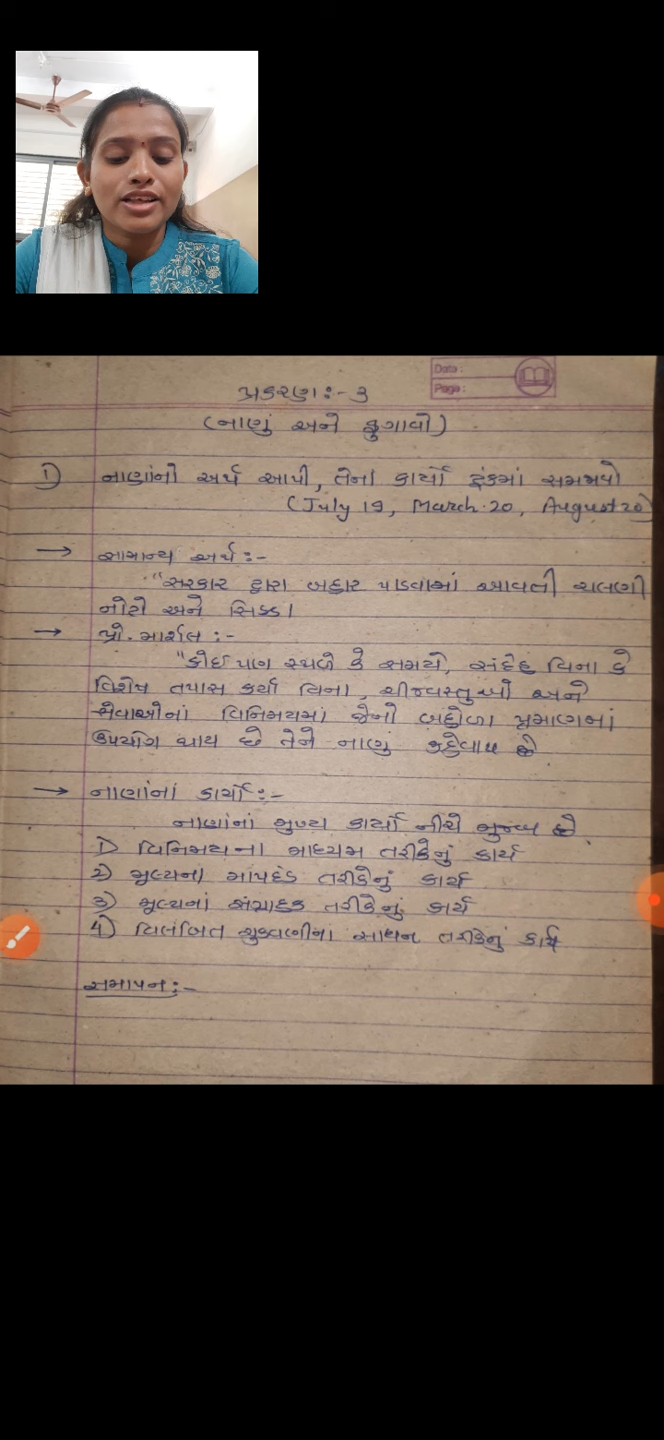 Date :
Page :
પ્રકરણ:- ૩
(નાણું અને ફુગાવો)
1) નાણાંનો અર્થ આપી, તેના કાર્યો ટૂંકમાં સમજાવો
(July 19, March.20, August 20)
→ સામાન્ય અર્થ :-
"સરકાર દ્વારા બહાર પાડવામાં આવતી ચલણી
નોટો અને સિક્કા
→ પ્રો. માર્શલ :-
"કોઈ પણ સ્થળે કે સમયે, સંદેહ વિના કે
વિશેષ તપાસ કર્યા વિના, ચીજવસ્તુઓ અને
સેવાઓનાં વિનિમયમાં જેનો બહોળા પ્રમાણમાં
ઉપયોગ થાય છે તેને નાણું કહેવાય છે.
→ નાણાંનાં કાર્યો :-
નાણાંનાં મુખ્ય કાર્યો નીચે મુજબ છે.
1) વિનિમયના માધ્યમ તરીકેનું કાર્ય
2) મૂલ્યના માપદંડ તરીકેનું કાર્ય
3) મૂલ્યનાં સંગ્રાહક તરીકેનું કાર્ય
4) વિલંબિત ચુકવણીના સાધન તરીકેનું કાર્ય
સમાપન :-